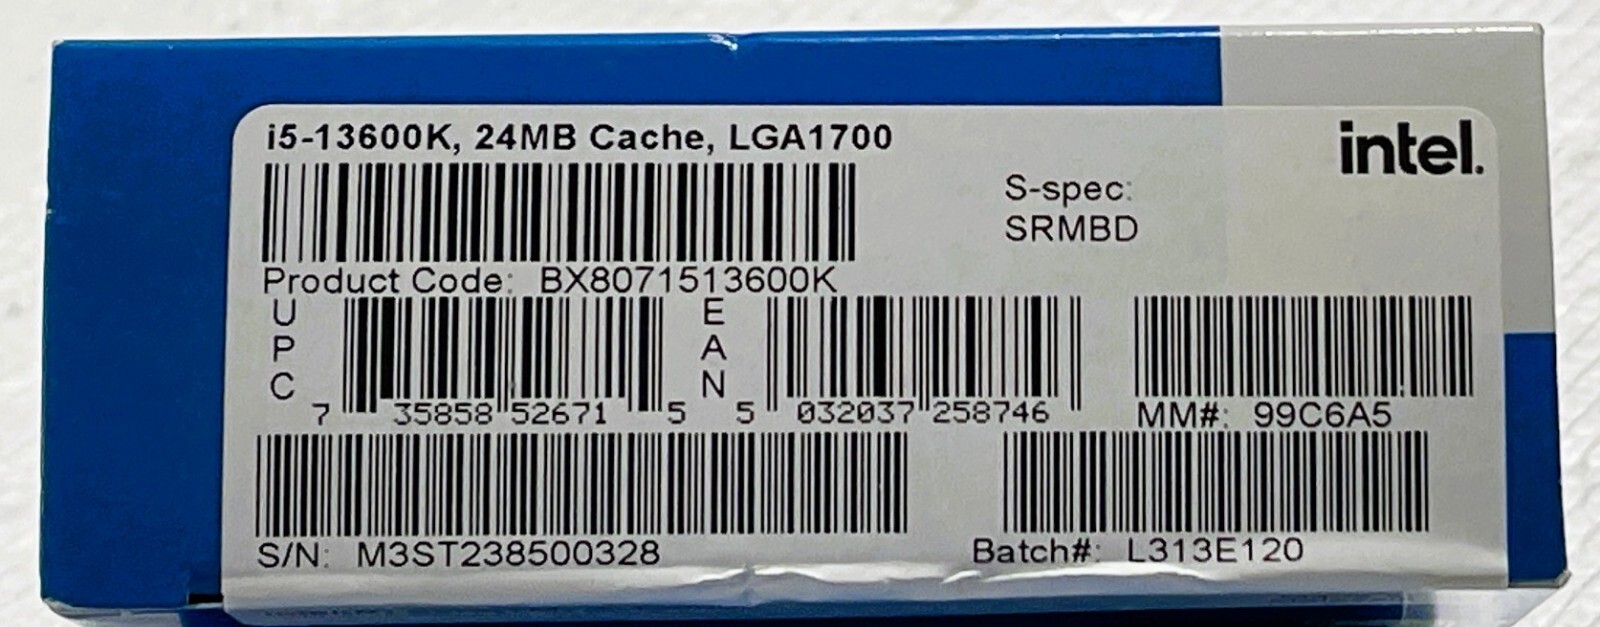 i5-13600K, 24MB Cache, LGA1700
intel.
S-spec:
SRMBD
Product Code: BX8071513600K
UPC
7 35858 52671 5
EAN
5 032037 258746
MM#: 99C6A5
S/N: M3ST238500328
Batch#: L313E120